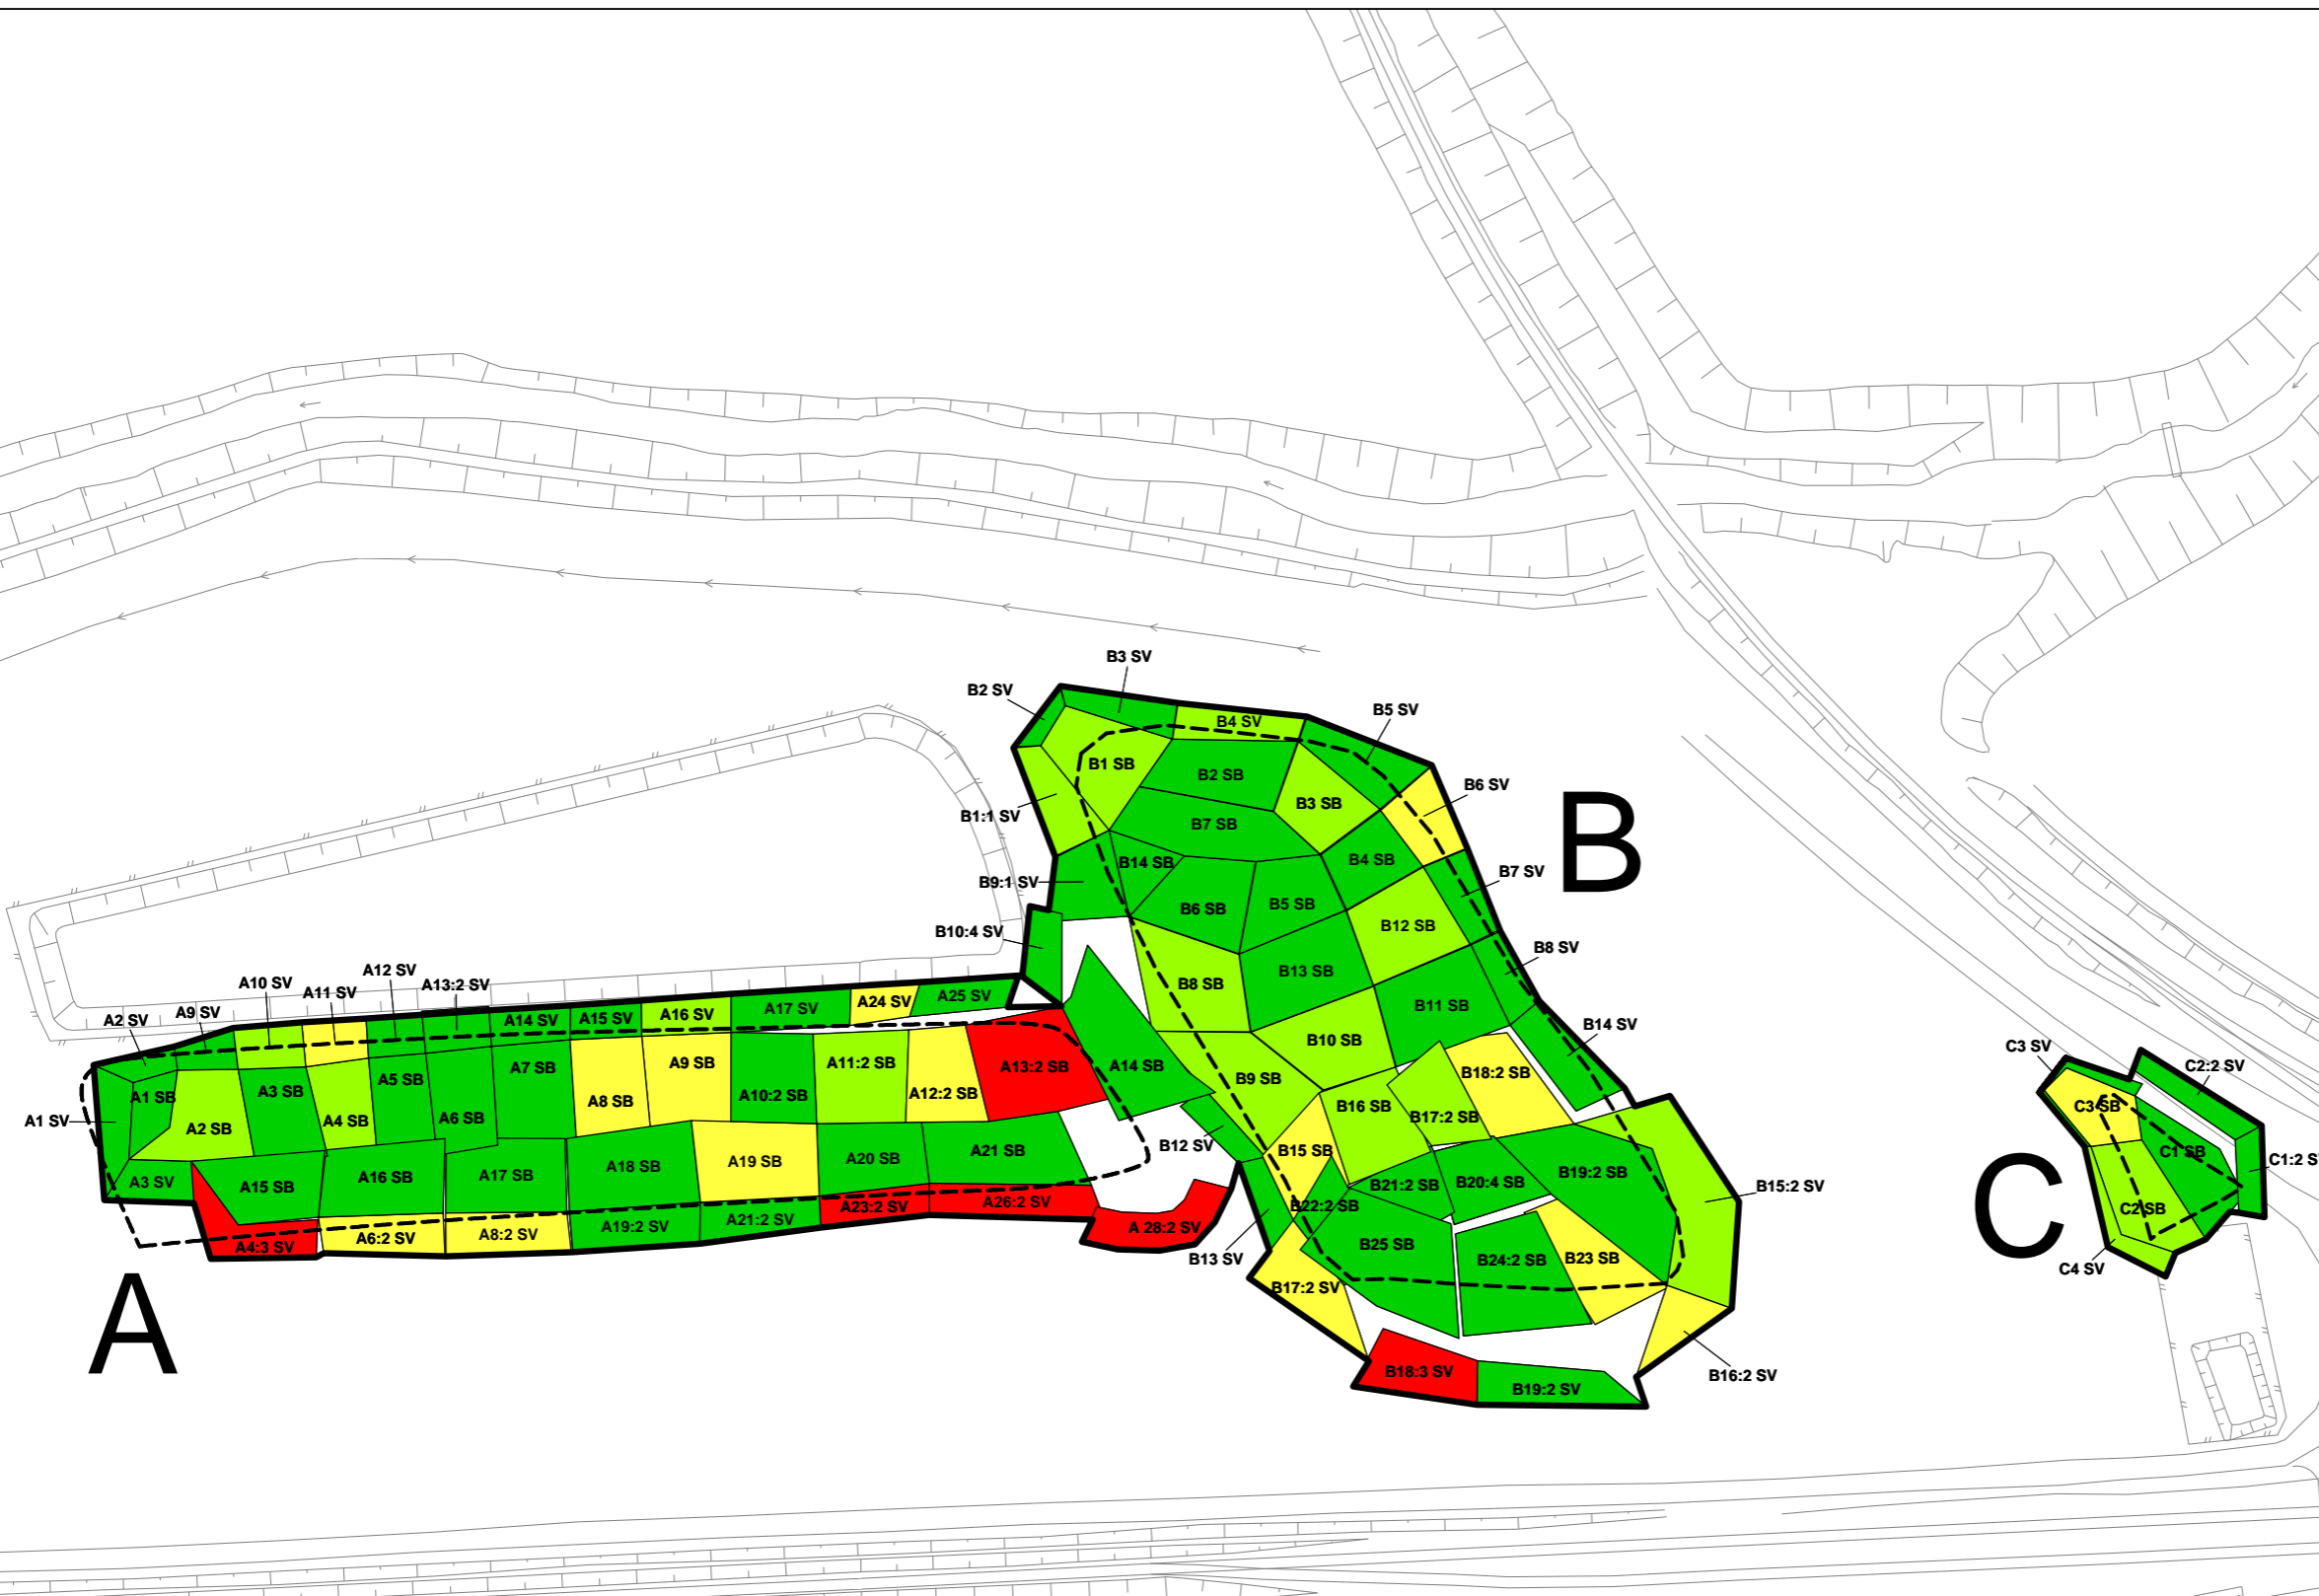 B3 SV
B2 SV
B5 SV
B4 SV
B1 SB
B2 SB
B6 SV
B3 SB
B1:1 SV
B7 SB
B
B14 SB
B4 SB
B7 SV
B9:1 SV
B6 SB
B5 SB
B12 SB
B10:4 SV
B8 SV
B13 SB
B8 SB
B11 SB
B14 SV
B10 SB
B9 SB
B18:2 SB
B16 SB
B17:2 SB
B12 SV
B15 SB
B21:2 SB
B20:4 SB
B19:2 SB
B15:2 SV
B22:2 SB
B25 SB
B24:2 SB
B23 SB
B13 SV
B17:2 SV
B18:3 SV
B19:2 SV
B16:2 SV
A12 SV
A13:2 SV
A10 SV
A11 SV
A9 SV
A2 SV
A14 SV
A15 SV
A16 SV
A17 SV
A24 SV
A25 SV
A1 SV
A1 SB
A2 SB
A3 SB
A4 SB
A5 SB
A6 SB
A7 SB
A8 SB
A9 SB
A10:2 SB
A11:2 SB
A12:2 SB
A13:2 SB
A14 SB
A3 SV
A15 SB
A16 SB
A17 SB
A18 SB
A19 SB
A20 SB
A21 SB
A4:3 SV
A6:2 SV
A8:2 SV
A19:2 SV
A21:2 SV
A23:2 SV
A26:2 SV
A 28:2 SV
A
C3 SV
C2:2 SV
C3 SB
C1 SB
C1:2 S
C
C2 SB
C4 SV